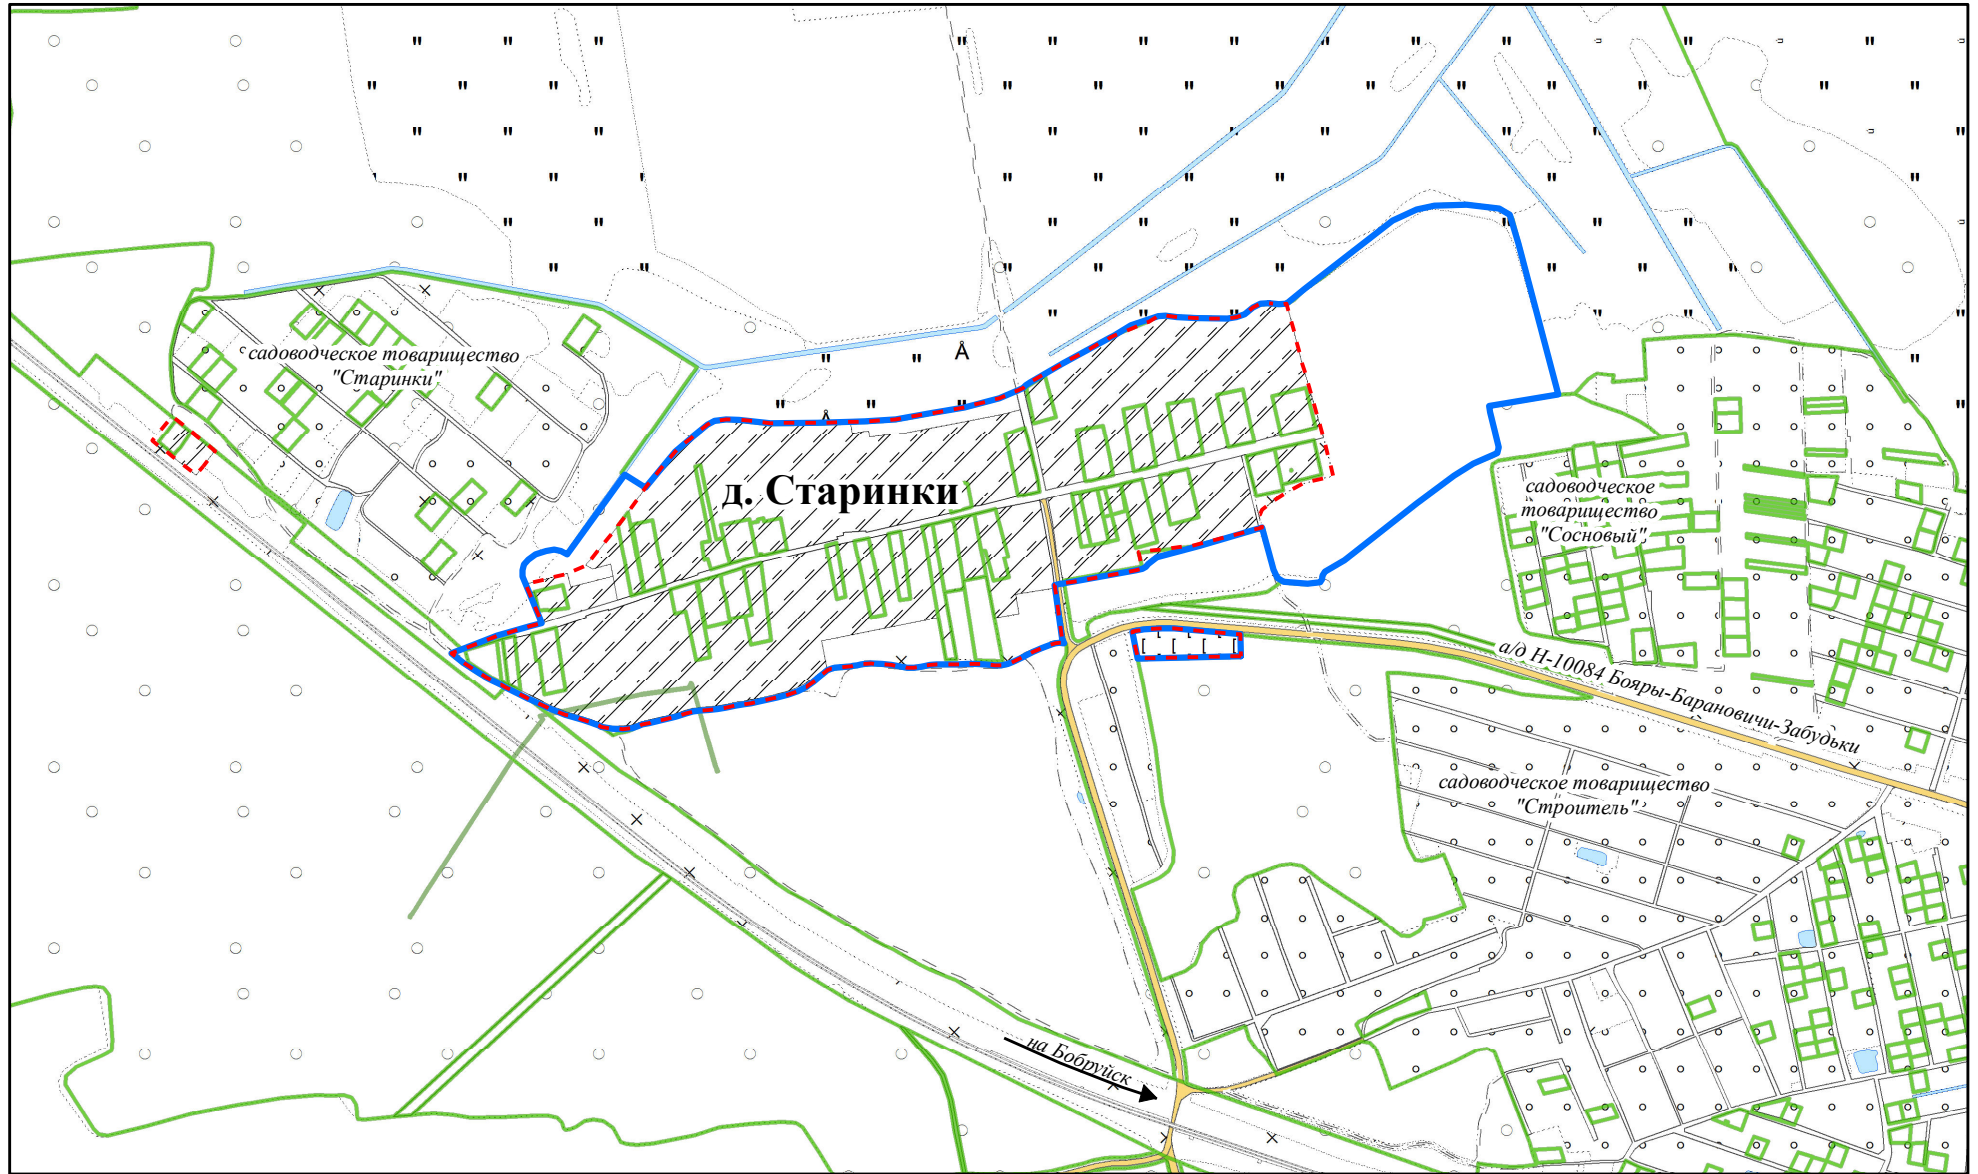 садоводческое товарищество
"Старинки"
д. Старинки
садоводческое
товарищество
"Сосновый"
а/д Н-10084 Бояры-Барановичи-Забудьки
садоводческое товарищество
"Строитель"
на Бобруйск